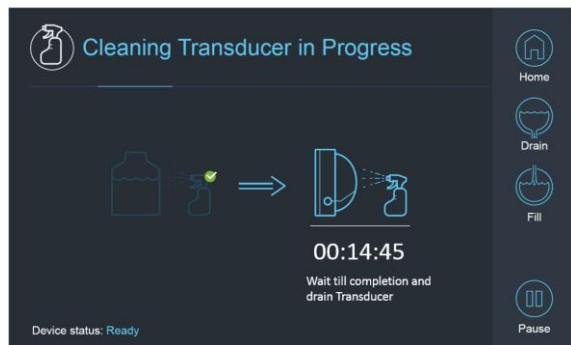 Cleaning Transducer in Progress
Home
Drain
Fill
00:14:45
Wait till completion and
drain Transducer
Device status: Ready
Pause